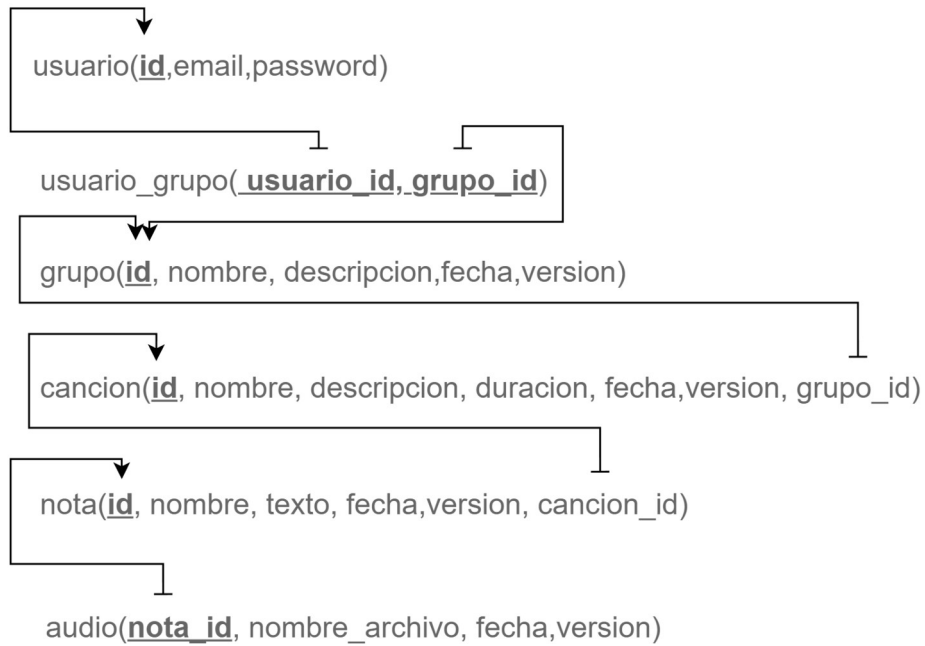 usuario(id,email,password)
usuario_grupo( usuario_id, grupo_id)
grupo(id, nombre, descripcion,fecha,version)
cancion(id, nombre, descripcion, duracion, fecha,version, grupo_id)
nota(id, nombre, texto, fecha,version, cancion_id)
audio(nota_id, nombre_archivo, fecha,version)